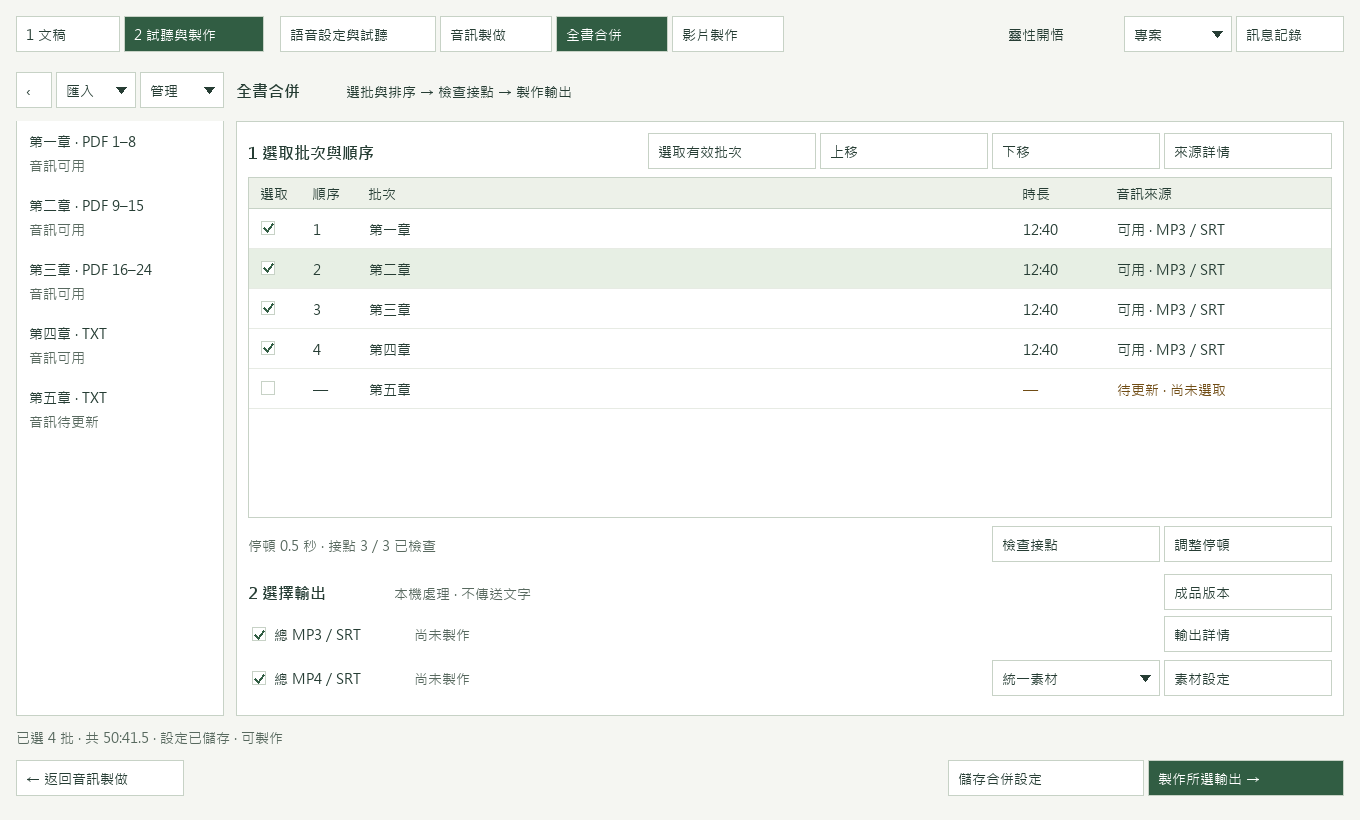 1 文稿 2 試聽與製作 語音設定與試聽 音訊製做 全書合併 影片製作 靈性開悟 專案 訊息記錄
‹ 匯入 管理 全書合併 選批與排序 → 檢查接點 → 製作輸出
第一章 · PDF 1–8
音訊可用
第二章 · PDF 9–15
音訊可用
第三章 · PDF 16–24
音訊可用
第四章 · TXT
音訊可用
第五章 · TXT
音訊待更新
1 選取批次與順序 選取有效批次 上移 下移 來源詳情
選取 順序 批次 時長 音訊來源
1 第一章 12:40 可用 · MP3 / SRT
2 第二章 12:40 可用 · MP3 / SRT
3 第三章 12:40 可用 · MP3 / SRT
4 第四章 12:40 可用 · MP3 / SRT
— 第五章 — 待更新 · 尚未選取
停頓 0.5 秒 · 接點 3 / 3 已檢查 檢查接點 調整停頓
2 選擇輸出 本機處理 · 不傳送文字 成品版本
總 MP3 / SRT 尚未製作 輸出詳情
總 MP4 / SRT 尚未製作 統一素材 素材設定
已選 4 批 · 共 50:41.5 · 設定已儲存 · 可製作
← 返回音訊製做 儲存合併設定 製作所選輸出 →